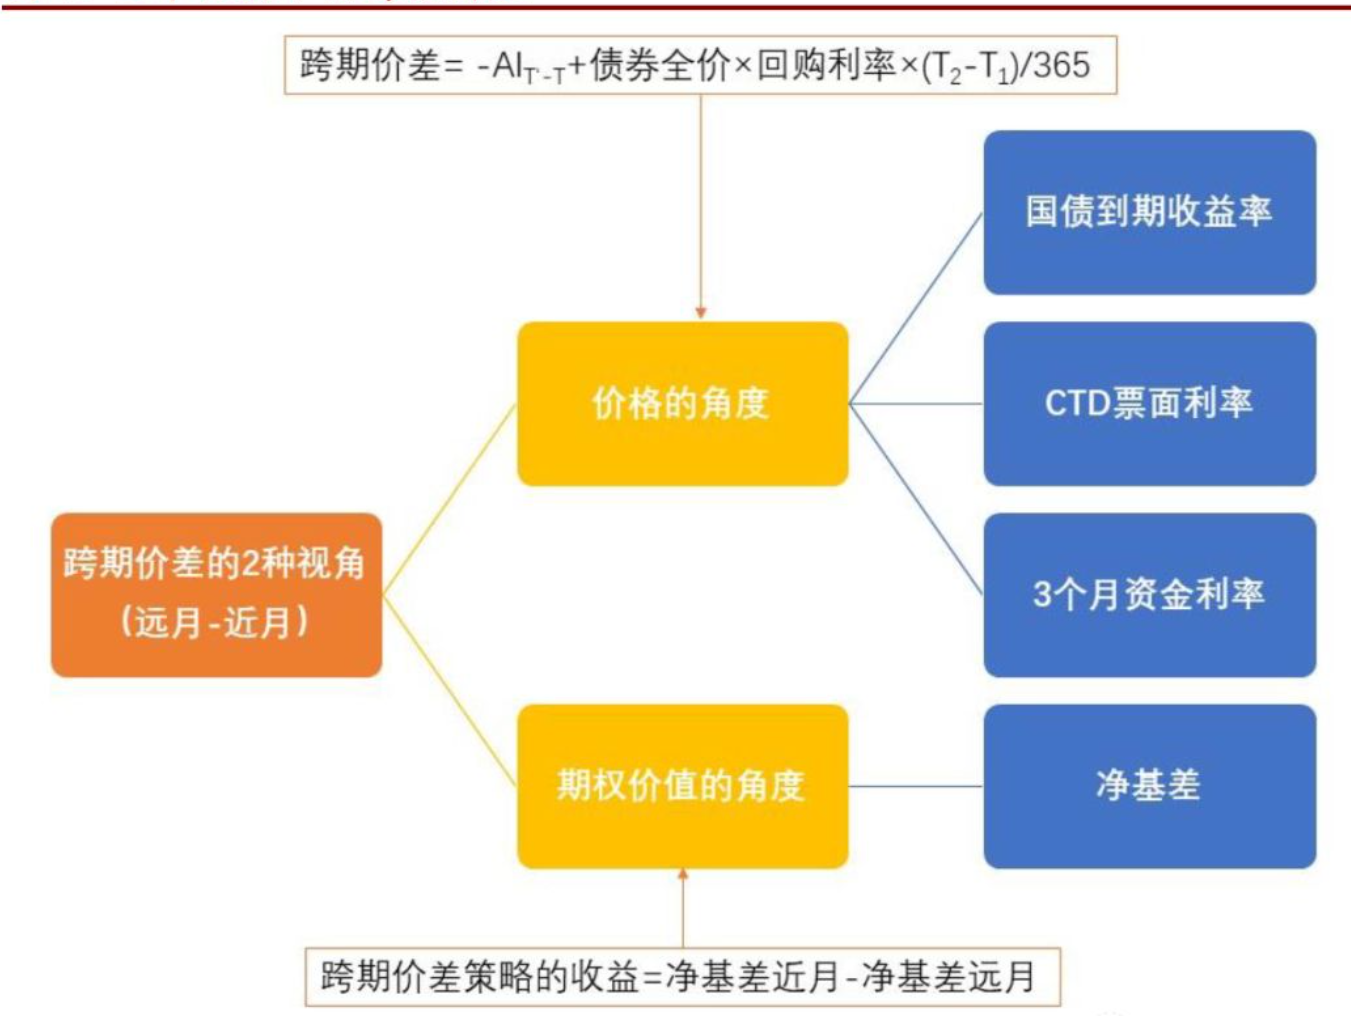 跨期价差= -AI_T'-T+债券全价×回购利率×(T₂-T₁)/365
国债到期收益率
价格的角度
CTD票面利率
跨期价差的2种视角
（远月-近月）
3个月资金利率
期权价值的角度
净基差
跨期价差策略的收益=净基差近月-净基差远月